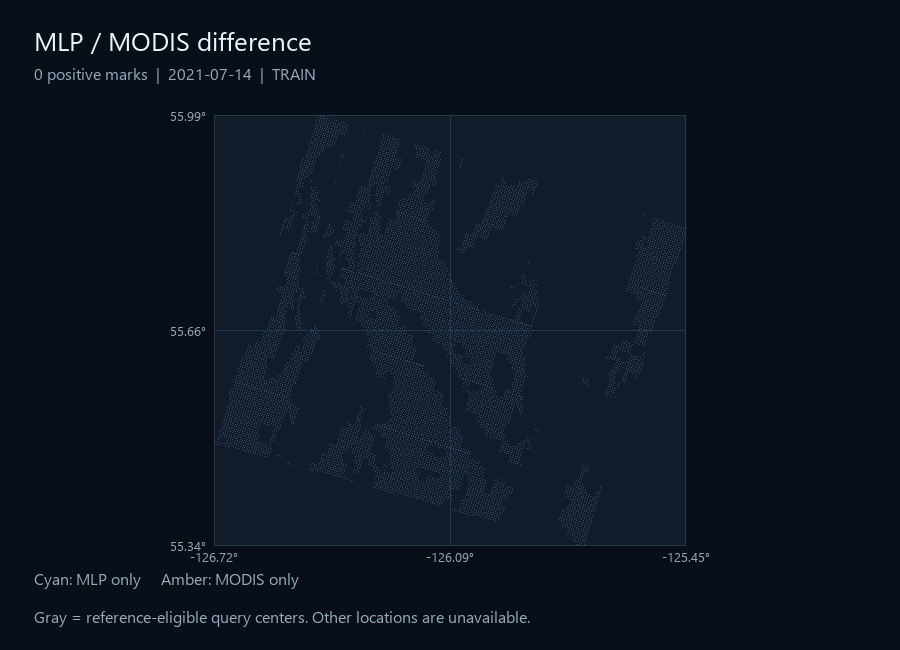 MLP / MODIS difference
0 positive marks | 2021-07-14 | TRAIN
55.99°
55.66°
55.34°
-126.72° -126.09° -125.45°
Cyan: MLP only Amber: MODIS only
Gray = reference-eligible query centers. Other locations are unavailable.